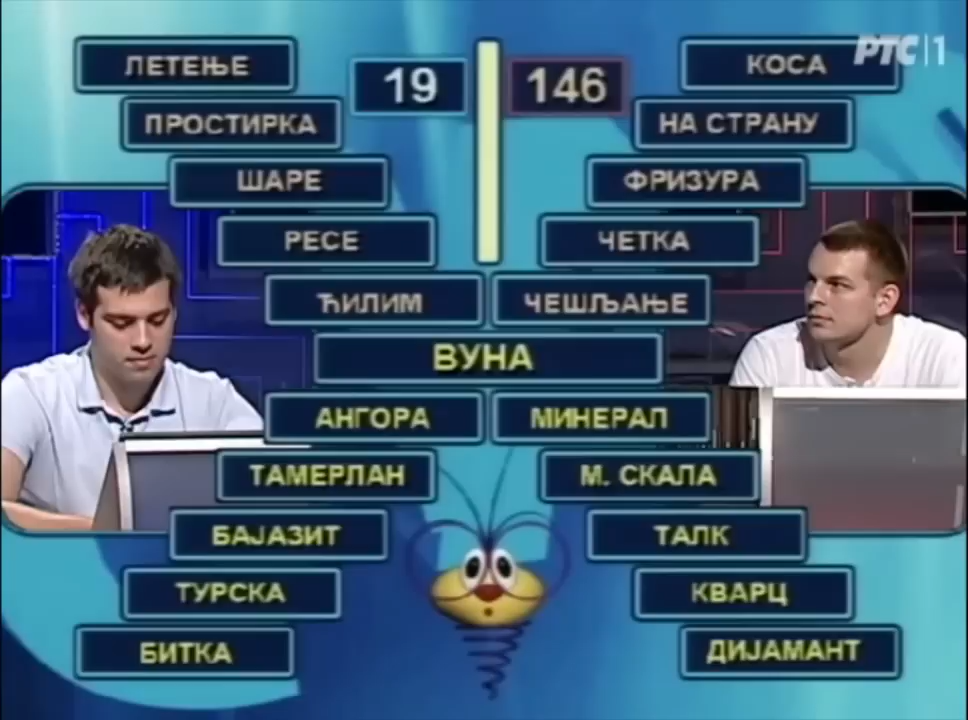 ЛЕТЕЊЕ
19
146
КОСА
РТС|1
ПРОСТИРКА
НА СТРАНУ
ШАРЕ
ФРИЗУРА
РЕСЕ
ЧЕТКА
ЋИЛИМ
ЧЕШЉАЊЕ
ВУНА
АНГОРА
МИНЕРАЛ
ТАМЕРЛАН
М. СКАЛА
БАЈАЗИТ
ТАЛК
ТУРСКА
КВАРЦ
БИТКА
ДИЈАМАНТ